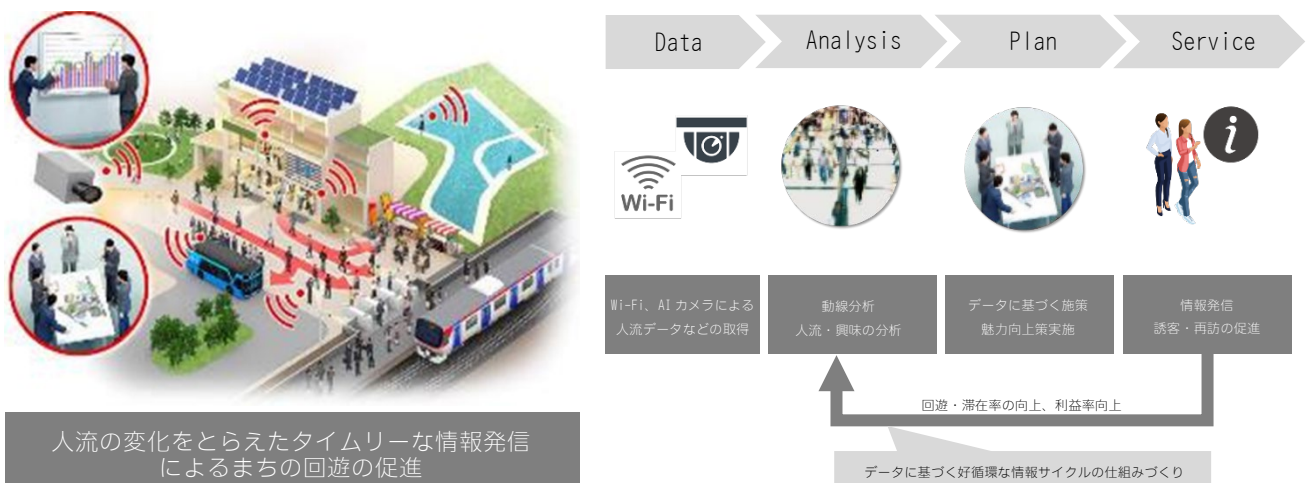 人流の変化をとらえたタイムリーな情報発信
によるまちの回遊の促進
Data
Analysis
Plan
Service
Wi-Fi
i
Wi-Fi、AIカメラによる
人流データなどの取得
動線分析
人流・興味の分析
データに基づく施策
魅力向上策実施
情報発信
誘客・再訪の促進
回遊・滞在率の向上、利益率向上
データに基づく好循環な情報サイクルの仕組みづくり